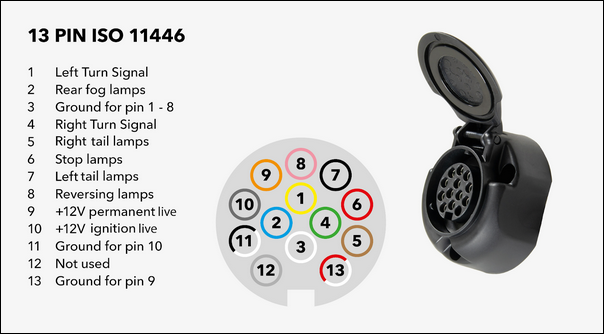 13 PIN ISO 11446
1 Left Turn Signal
2 Rear fog lamps
3 Ground for pin 1 - 8
4 Right Turn Signal
5 Right tail lamps
6 Stop lamps
7 Left tail lamps
8 Reversing lamps
9 +12V permanent live
10 +12V ignition live
11 Ground for pin 10
12 Not used
13 Ground for pin 9
8
9
7
10
1
6
2
4
11
3
5
12
13